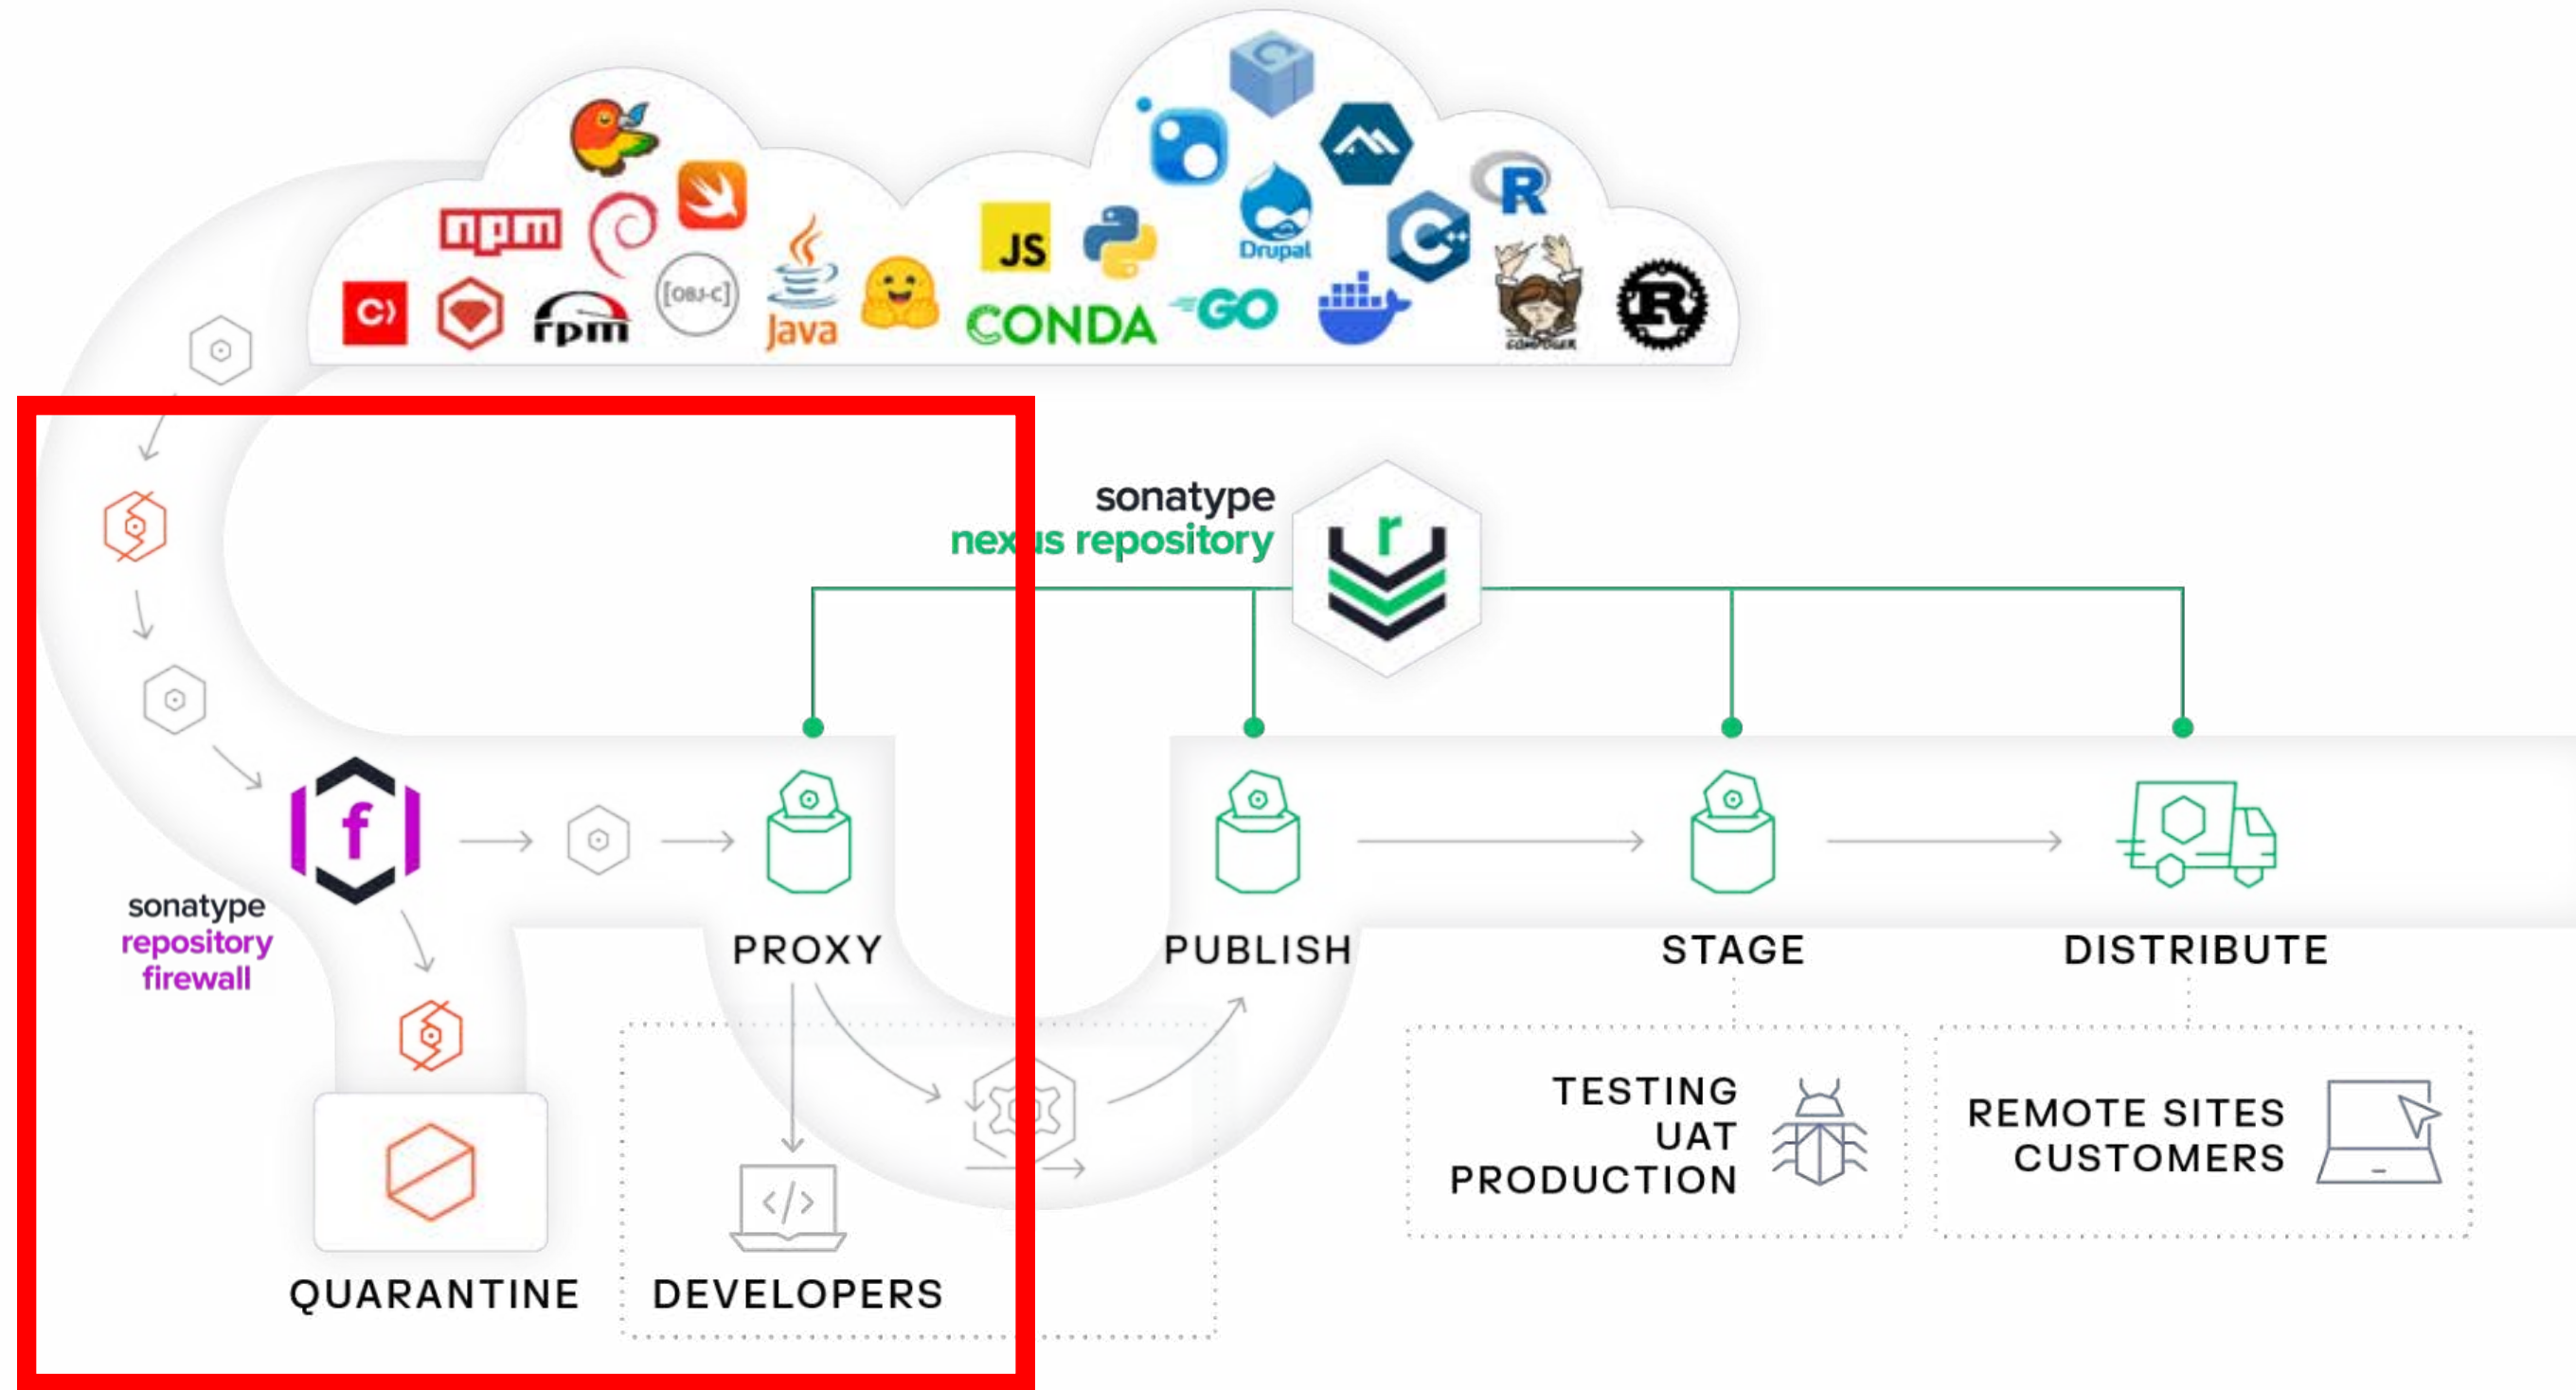 npm
JS
Drupal
C++
R
C)
rpm
[OBJ-C]
Java
CONDA
GO
COMPOSER
R
sonatype
nexus repository
r
f
sonatype
repository
firewall
PROXY
PUBLISH
STAGE
DISTRIBUTE
TESTING
UAT
PRODUCTION
REMOTE SITES
CUSTOMERS
</>
QUARANTINE
DEVELOPERS